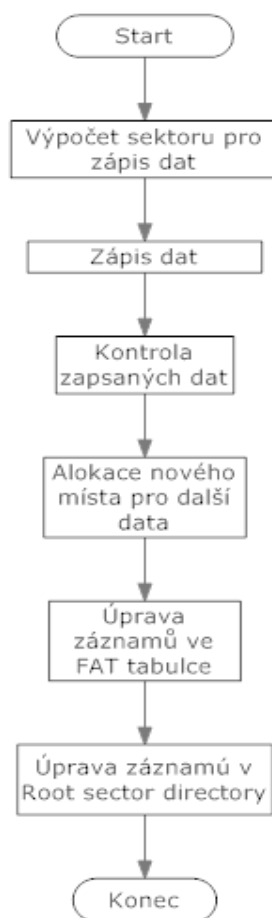 Start
Výpočet sektoru pro
zápis dat
Zápis dat
Kontrola
zapsaných dat
Alokace nového
místa pro další
data
Úprava
záznamů ve
FAT tabulce
Úprava záznamú v
Root sector directory
Konec